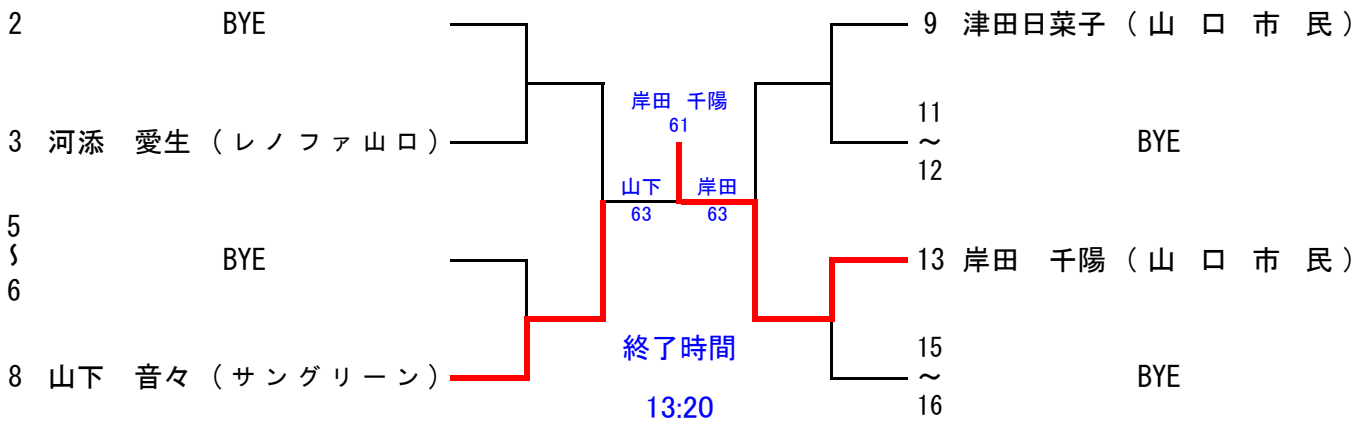 2 BYE
3 河添 愛生 (レノファ山口)
5
~
6
BYE
8 山下 音々 (サングリーン)
岸田 千陽
61
山下 岸田
63 63
終了時間
13:20
9 津田日菜子 (山口市民)
11
~
12
BYE
13 岸田 千陽 (山口市民)
15
~
16
BYE